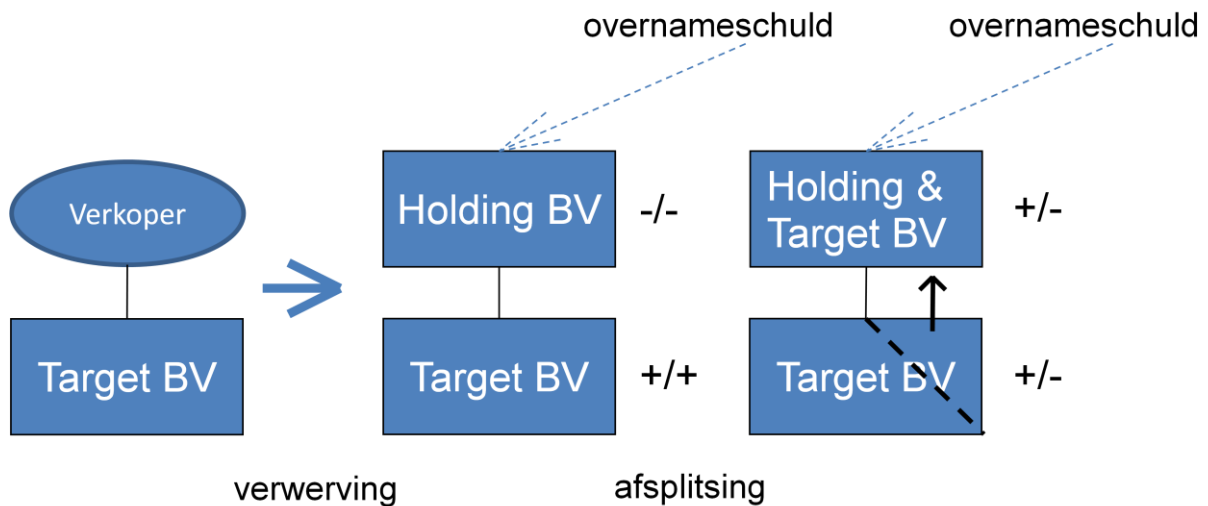 overnameschuld
overnameschuld
Verkoper
Holding BV
-/-
Holding &
Target BV
+/-
Target BV
Target BV
+/+
Target BV
+/-
verwerving
afsplitsing